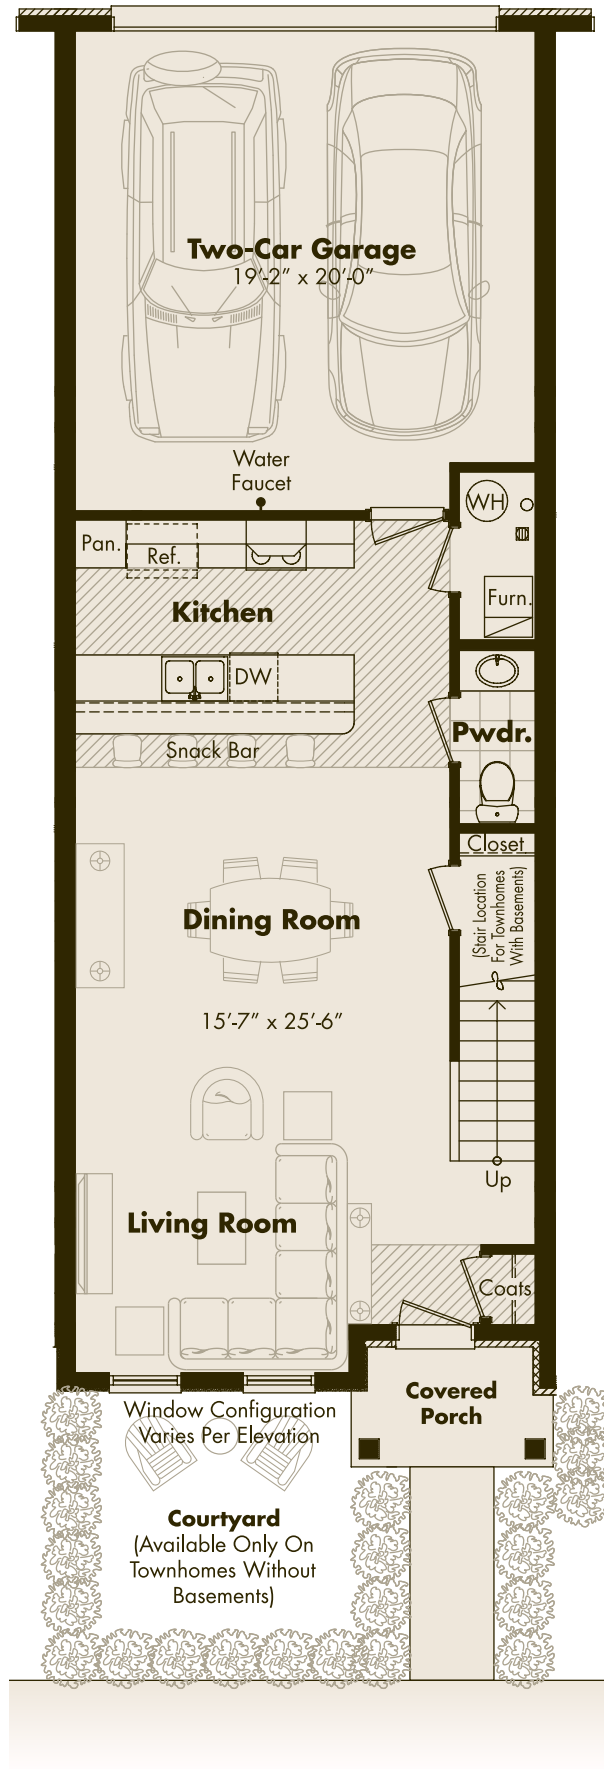 Two-Car Garage
19'-2" x 20'-0"
Water
Faucet
WH
Pan.
Ref.
Furn.
Kitchen
DW
Pwdr.
Snack Bar
Closet
(Stair Location
For Townhomes
With Basements)
Dining Room
15'-7" x 25'-6"
Up
Living Room
Coats
Covered
Porch
Window Configuration
Varies Per Elevation
Courtyard
(Available Only On
Townhomes Without
Basements)